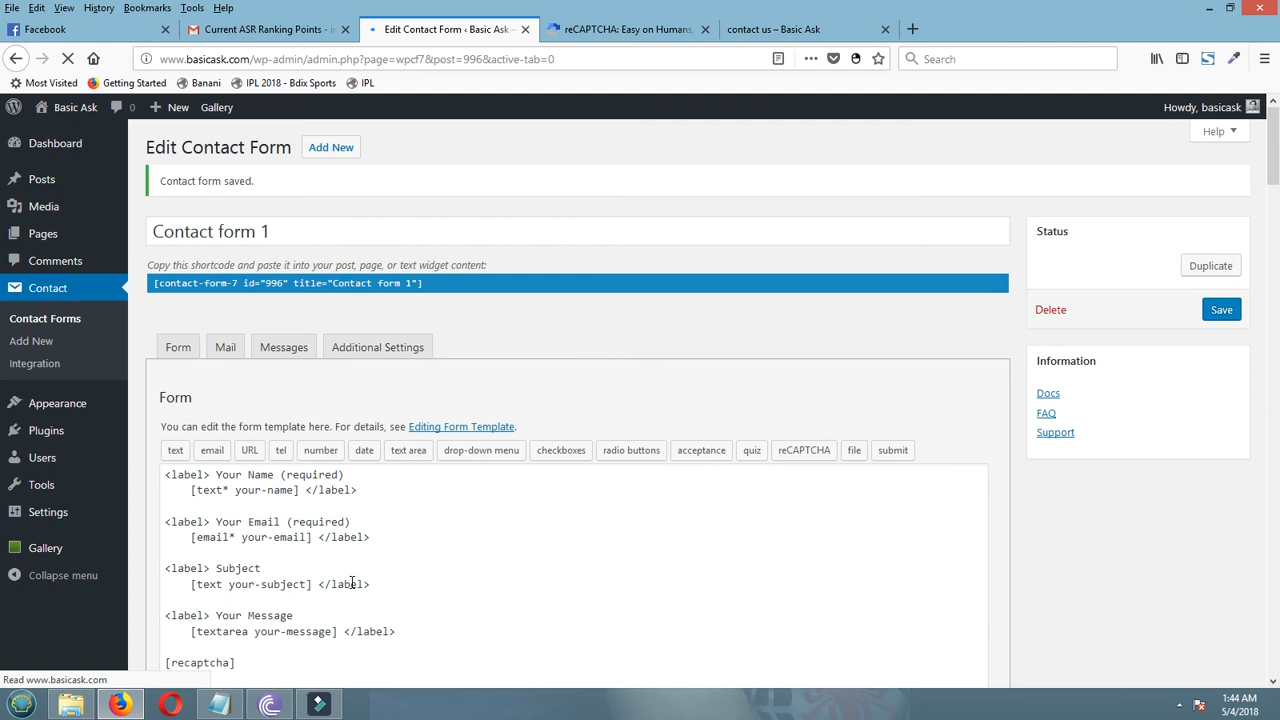 File Edit View History Bookmarks Tools Help
Facebook
Current ASR Ranking Points - i
Edit Contact Form ‹ Basic Ask —
reCAPTCHA: Easy on Humans,
contact us – Basic Ask
www.basicask.com/wp-admin/admin.php?page=wpcf7&post=996&active-tab=0
Search
Most Visited Getting Started Banani IPL 2018 - Bdix Sports IPL
Basic Ask 0 New Gallery Howdy, basicask
Help
Dashboard
Posts
Media
Pages
Comments
Contact
Contact Forms
Add New
Integration
Appearance
Plugins
Users
Tools
Settings
Gallery
Collapse menu
Edit Contact Form Add New
Contact form saved.
Contact form 1
Copy this shortcode and paste it into your post, page, or text widget content:
[contact-form-7 id="996" title="Contact form 1"]
Form Mail Messages Additional Settings
Form
You can edit the form template here. For details, see Editing Form Template.
text email URL tel number date text area drop-down menu checkboxes radio buttons acceptance quiz reCAPTCHA file submit
<label> Your Name (required)
[text* your-name] </label>
<label> Your Email (required)
[email* your-email] </label>
<label> Subject
[text your-subject] </label>
<label> Your Message
[textarea your-message] </label>
[recaptcha]
Status
Duplicate
Delete Save
Information
Docs
FAQ
Support
Read www.basicask.com
1:44 AM
5/4/2018